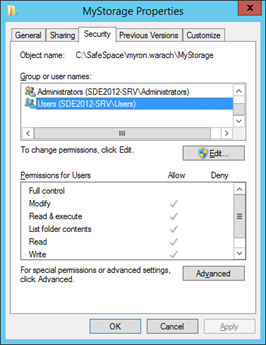 MyStorage Properties
General Sharing Security Previous Versions Customize
Object name: C:\SafeSpace\myron.warach\MyStorage
Group or user names:
Administrators (SDE2012-SRV\Administrators)
Users (SDE2012-SRV\Users)
To change permissions, click Edit.
Edit...
Permissions for Users Allow Deny
Full control
Modify
Read & execute
List folder contents
Read
Write
For special permissions or advanced settings,
click Advanced.
Advanced
OK Cancel Apply